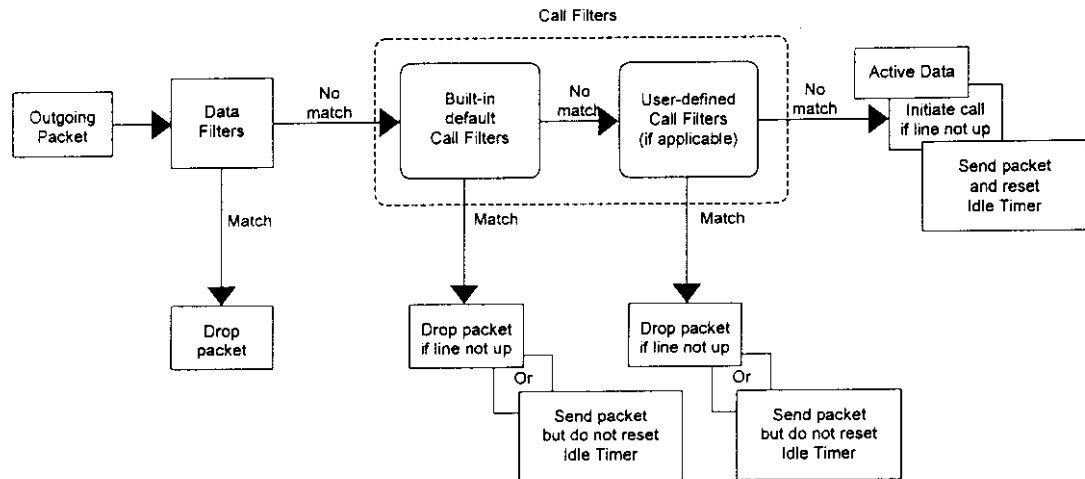 Call Filters
Outgoing
Packet
Data
Filters
No
match
Built-in
default
Call Filters
No
match
User-defined
Call Filters
(if applicable)
No
match
Active Data
Initiate call
if line not up
Send packet
and reset
Idle Timer
Match
Match
Match
Drop
packet
Drop packet
if line not up
Or
Send packet
but do not reset
Idle Timer
Drop packet
if line not up
Or
Send packet
but do not reset
Idle Timer